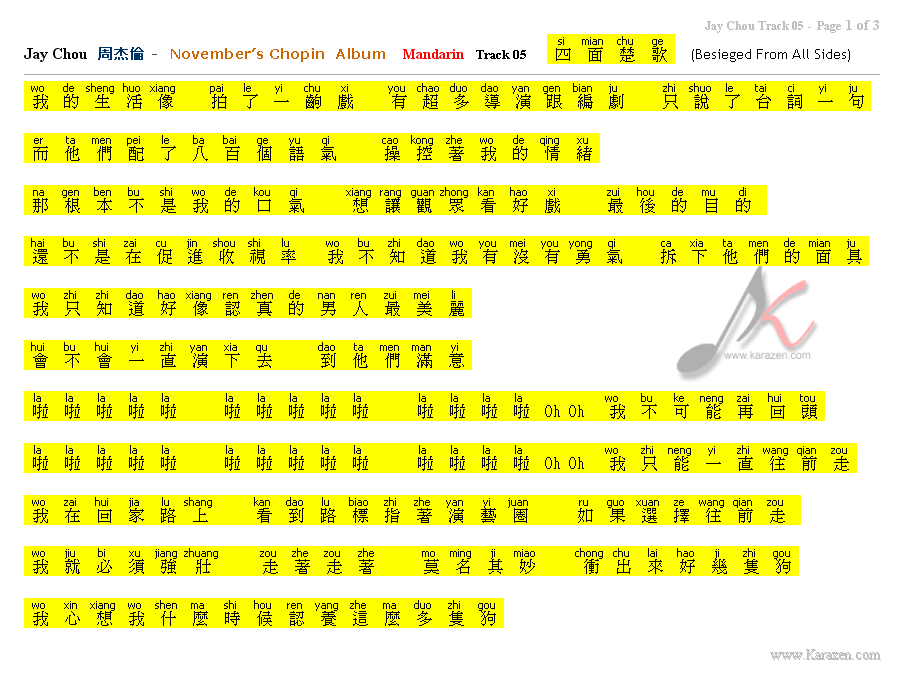 Jay Chou Track 05 - Page 1 of 3
si mian chu ge
Jay Chou 周杰倫 - November's Chopin Album Mandarin Track 05 四面楚歌 (Besieged From All Sides)
wo de sheng huo xiang pai le yi chu xi you chao duo dao yan gen bian ju zhi shuo le tai ci yi ju
我的生活像 拍了一齣戲 有超多導演跟編劇 只說了台詞一句
er ta men pei le ba bai ge yu qi cao kong zhe wo de qing xu
而他們配了八百個語氣 操控著我的情緒
na gen ben bu shi wo de kou qi xiang rang guan zhong kan hao xi zui hou de mu di
那根本不是我的口氣 想讓觀眾看好戲 最後的目的
hai bu shi zai cu jin shou shi lu wo bu zhi dao wo you mei you yong qi ca xia ta men de mian ju
還不是在促進收視率 我不知道我有沒有勇氣 拆下他們的面具
wo zhi zhi dao hao xiang ren zhen de nan ren zui mei li
我只知道好像認真的男人最美麗
hui bu hui yi zhi yan xia qu dao ta men man yi
會不會一直演下去 到他們滿意
www.karazen.com
la la la la la la la la la la la la la la wo bu ke neng zai hui tou
啦啦啦啦啦 啦啦啦啦啦 啦啦啦啦 Oh Oh 我不可能再回頭
la la la la la la la la la la la la la la wo zhi neng yi zhi wang qian zou
啦啦啦啦啦 啦啦啦啦啦 啦啦啦啦 Oh Oh 我只能一直往前走
wo zai hui jia lu shang kan dao lu biao zhi zhe yan yi juan ru guo xuan ze wang qian zou
我在回家路上 看到路標指著演藝圈 如果選擇往前走
wo jiu bi xu jiang zhuang zou zhe zou zhe mo ming ji miao chong chu lai hao ji zhi gou
我就必須強壯 走著走著 莫名其妙 衝出來好幾隻狗
wo xin xiang wo shen ma shi hou ren yang zhe ma duo zhi gou
我心想我什麼時候認養這麼多隻狗
www.Karazen.com